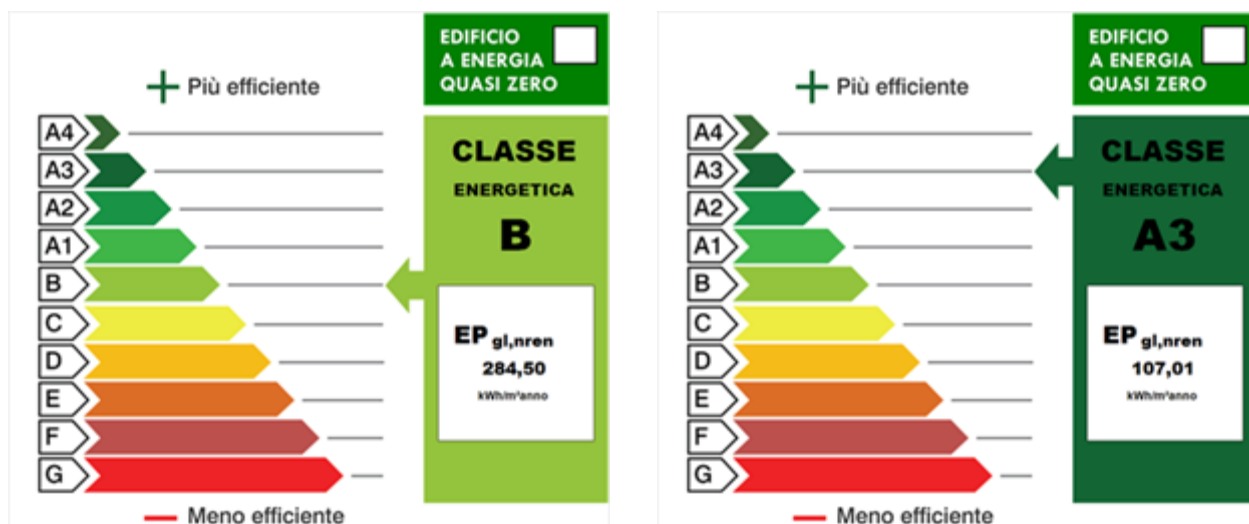 EDIFICIO
A ENERGIA
QUASI ZERO
+ Più efficiente
A4
A3
A2
A1
B
C
D
E
F
G
— Meno efficiente
CLASSE
ENERGETICA
B
EP gl,nren
284,50
kWh/m²anno
EDIFICIO
A ENERGIA
QUASI ZERO
+ Più efficiente
A4
A3
A2
A1
B
C
D
E
F
G
— Meno efficiente
CLASSE
ENERGETICA
A3
EP gl,nren
107,01
kWh/m²anno